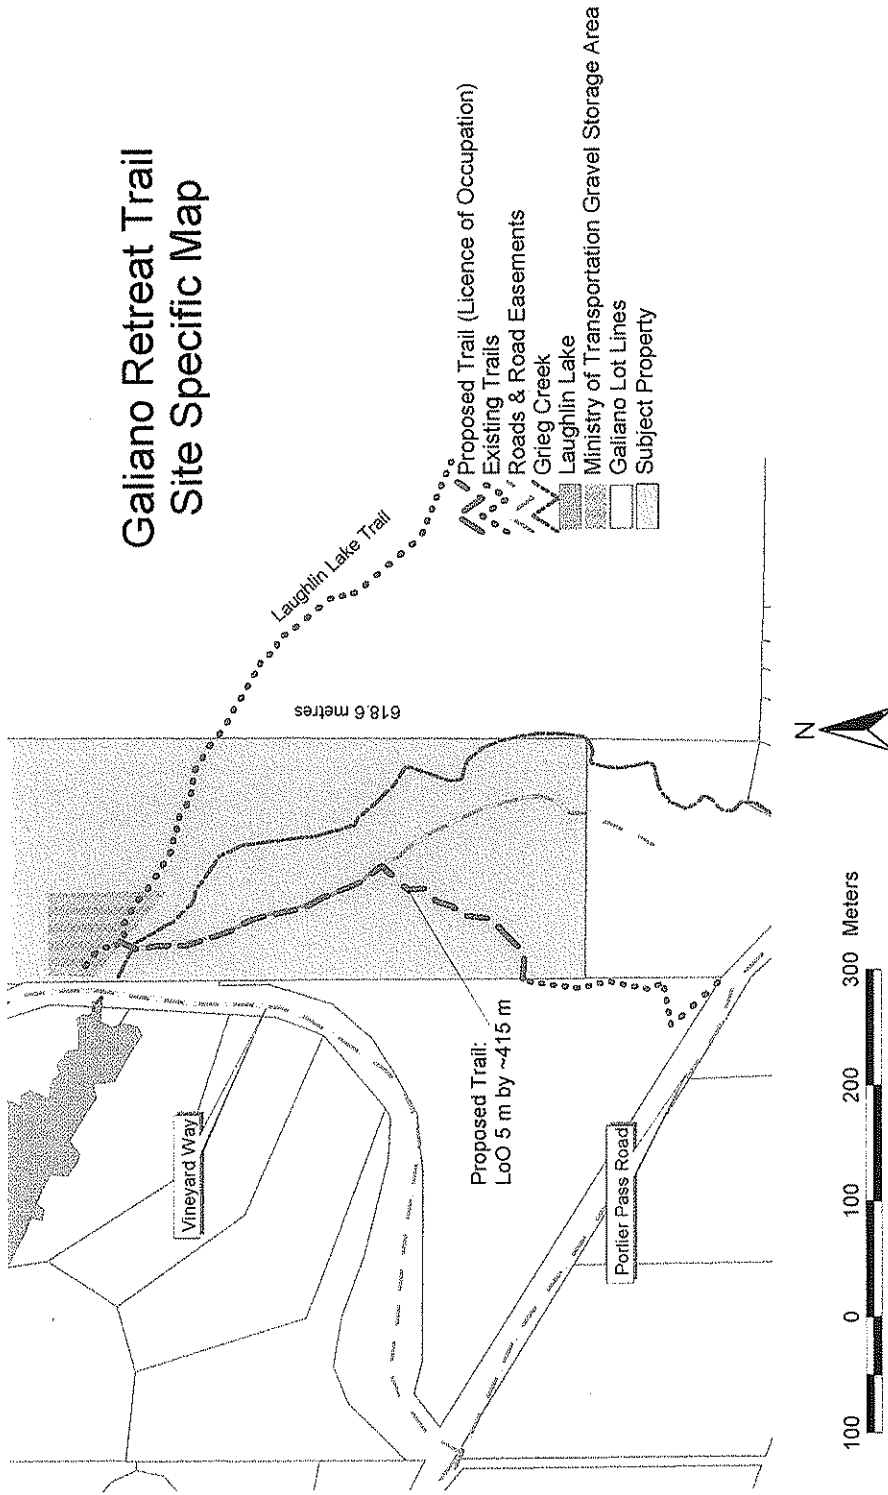 Galiano Retreat Trail
Site Specific Map
Laughlin Lake Trail
618.6 metres
Proposed Trail (Licence of Occupation)
Existing Trails
Roads & Road Easements
Grieg Creek
Laughlin Lake
Ministry of Transportation Gravel Storage Area
Galiano Lot Lines
Subject Property
Vineyard Way
Proposed Trail:
LoO 5 m by ~415 m
Porlier Pass Road
N
100 0 100 200 300 Meters